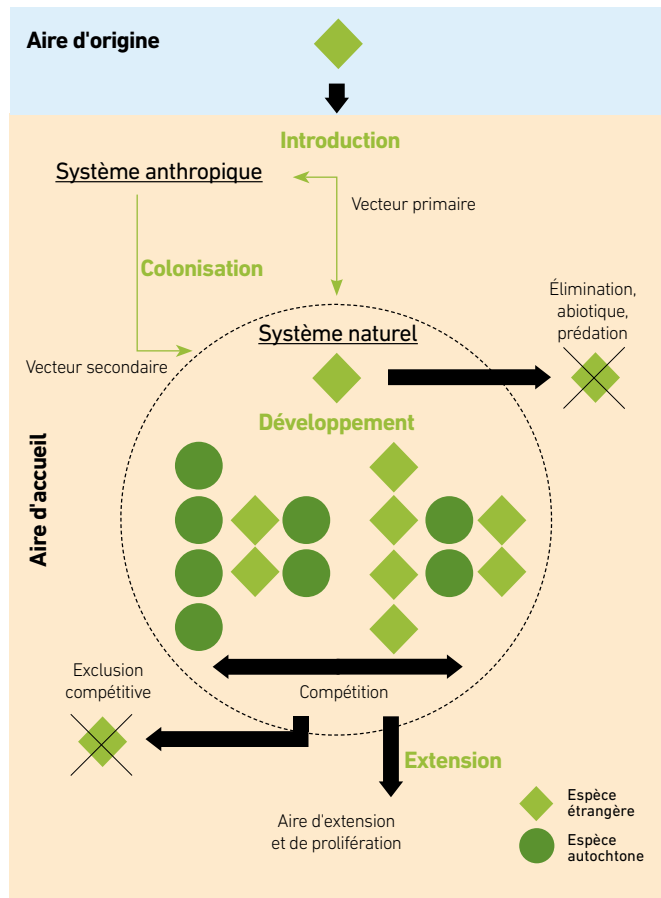 Aire d'origine
Introduction
Système anthropique
Vecteur primaire
Colonisation
Élimination,
abiotique,
prédation
Système naturel
Vecteur secondaire
Développement
Aire d'accueil
Exclusion
compétitive
Compétition
Extension
Aire d'extension
et de prolifération
Espèce
étrangère
Espèce
autochtone